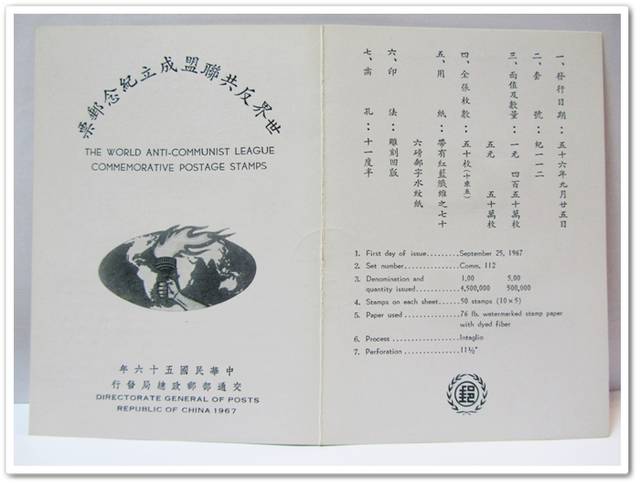 世界反共聯盟成立紀念郵票
THE WORLD ANTI-COMMUNIST LEAGUE
COMMEMORATIVE POSTAGE STAMPS
中華民國五十六年
交通部郵政總局發行
DIRECTORATE GENERAL OF POSTS
REPUBLIC OF CHINA 1967
一、發行日期：五十六年九月廿五日
二、套號：紀一一二
三、面值及數量：一元 四百五十萬枚
五元 五十萬枚
四、全張枚數：五十枚(十乘五)
五、用紙：帶有紅藍纖維之七十
六磅郵字水紋紙
六、印法：雕刻凹版
七、齒孔：十一度半
1. First day of issue..........September 25, 1967
2. Set number................Comm. 112
3. Denomination and 1.00 5.00
quantity issued............4,500,000 500,000
4. Stamps on each sheet......50 stamps (10 x 5)
5. Paper used ...............76 lb. watermarked stamp paper
with dyed fiber
6. Process ...................Intaglio
7. Perforation ................11½°
郵